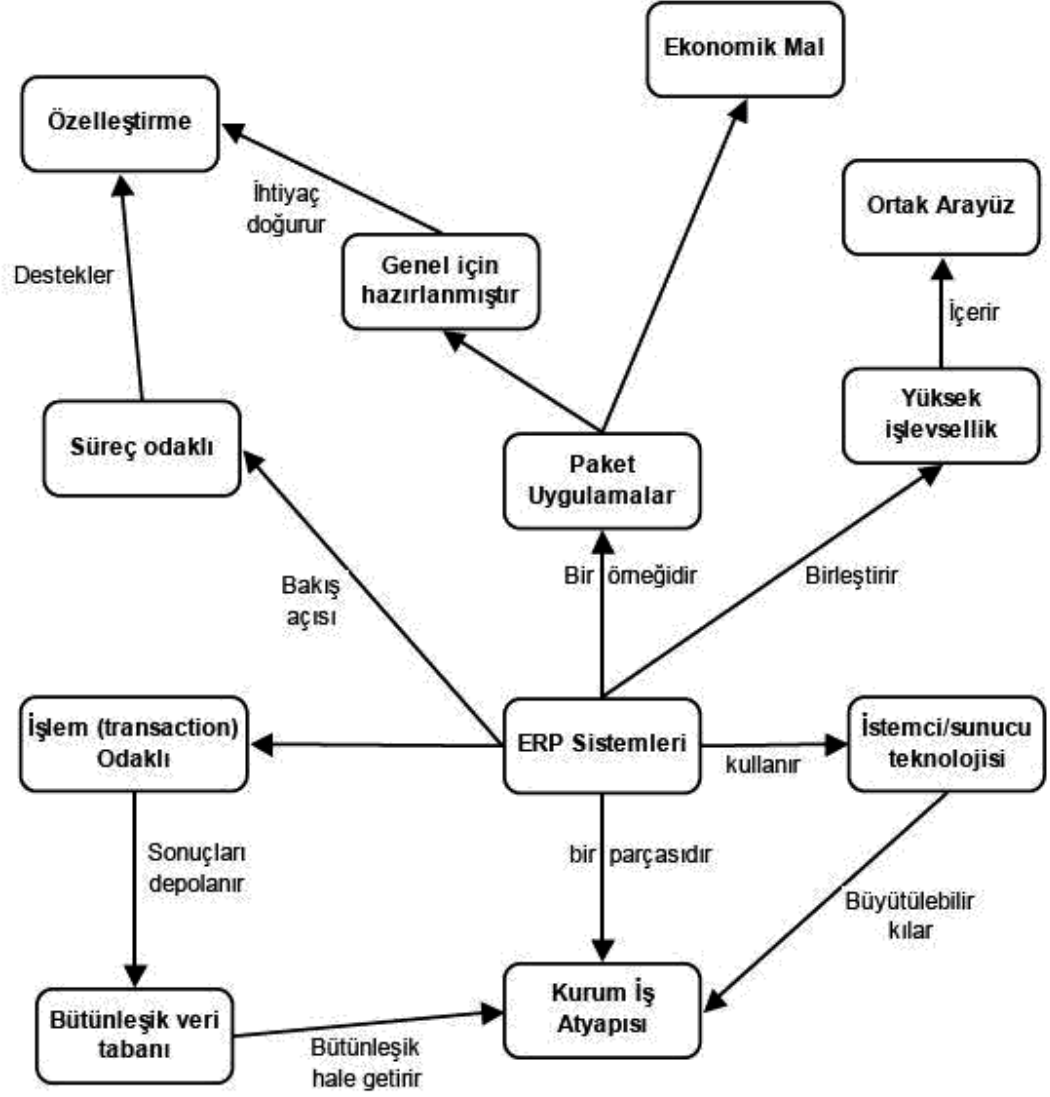 Ekonomik Mal
Özelleştirme
İhtiyaç
doğurur
Ortak Arayüz
Genel için
hazırlanmıştır
Destekler
İçerir
Yüksek
işlevsellik
Süreç odaklı
Paket
Uygulamalar
Bir örneğidir
Birleştirir
Bakış
açısı
İşlem (transaction)
Odaklı
ERP Sistemleri
kullanır
İstemci/sunucu
teknolojisi
Sonuçları
depolanır
bir parçasıdır
Büyütülebilir
kılar
Bütünleşik veri
tabanı
Kurum İş
Atyapısı
Bütünleşik
hale getirir